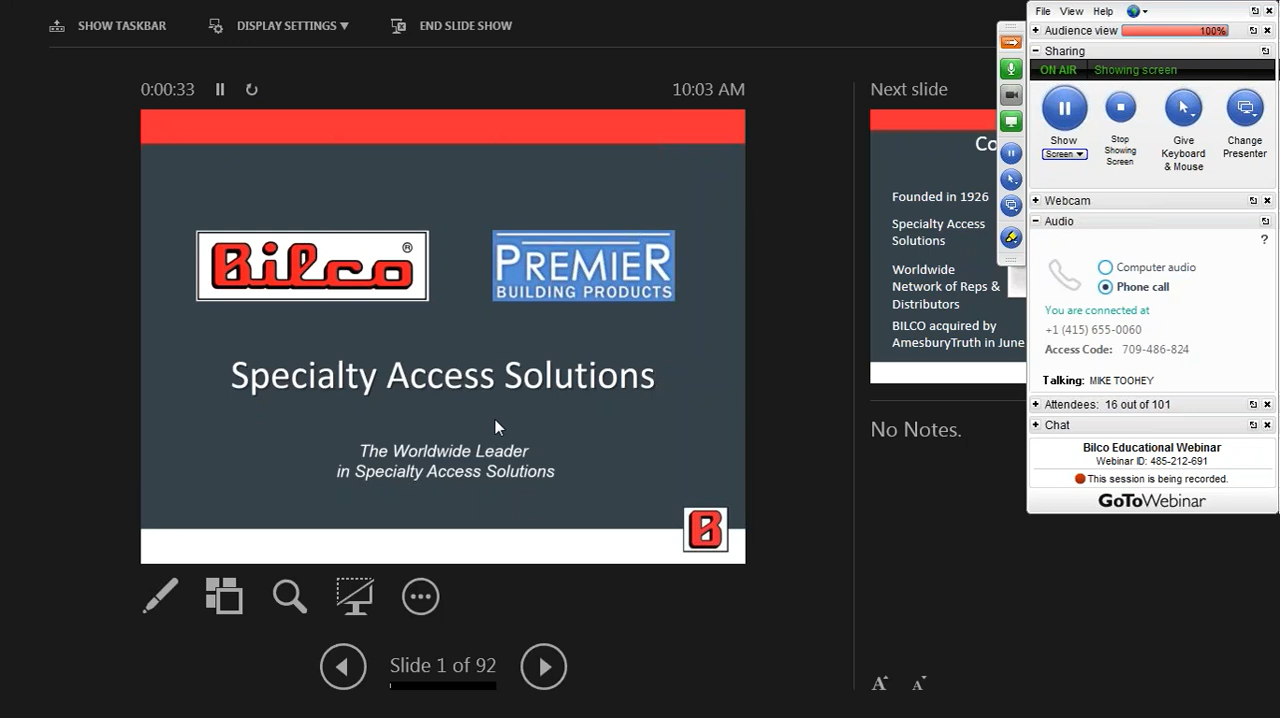 SHOW TASKBAR
DISPLAY SETTINGS ▼
END SLIDE SHOW
0:00:33
10:03 AM
Bilco ®
PREMIER
BUILDING PRODUCTS
Specialty Access Solutions
The Worldwide Leader
in Specialty Access Solutions
B
Slide 1 of 92
Next slide
Founded in 1926
Specialty Access
Solutions
Worldwide
Network of Reps &
Distributors
BILCO acquired by
AmesburyTruth in June
No Notes.
A A
File View Help
Audience view 100%
Sharing
ON AIR Showing screen
Show
Screen
Stop
Showing
Screen
Give
Keyboard
& Mouse
Change
Presenter
Webcam
Audio
?
Computer audio
Phone call
You are connected at
+1 (415) 655-0060
Access Code: 709-486-824
Talking: MIKE TOOHEY
Attendees: 16 out of 101
Chat
Bilco Educational Webinar
Webinar ID: 485-212-691
This session is being recorded.
GoToWebinar